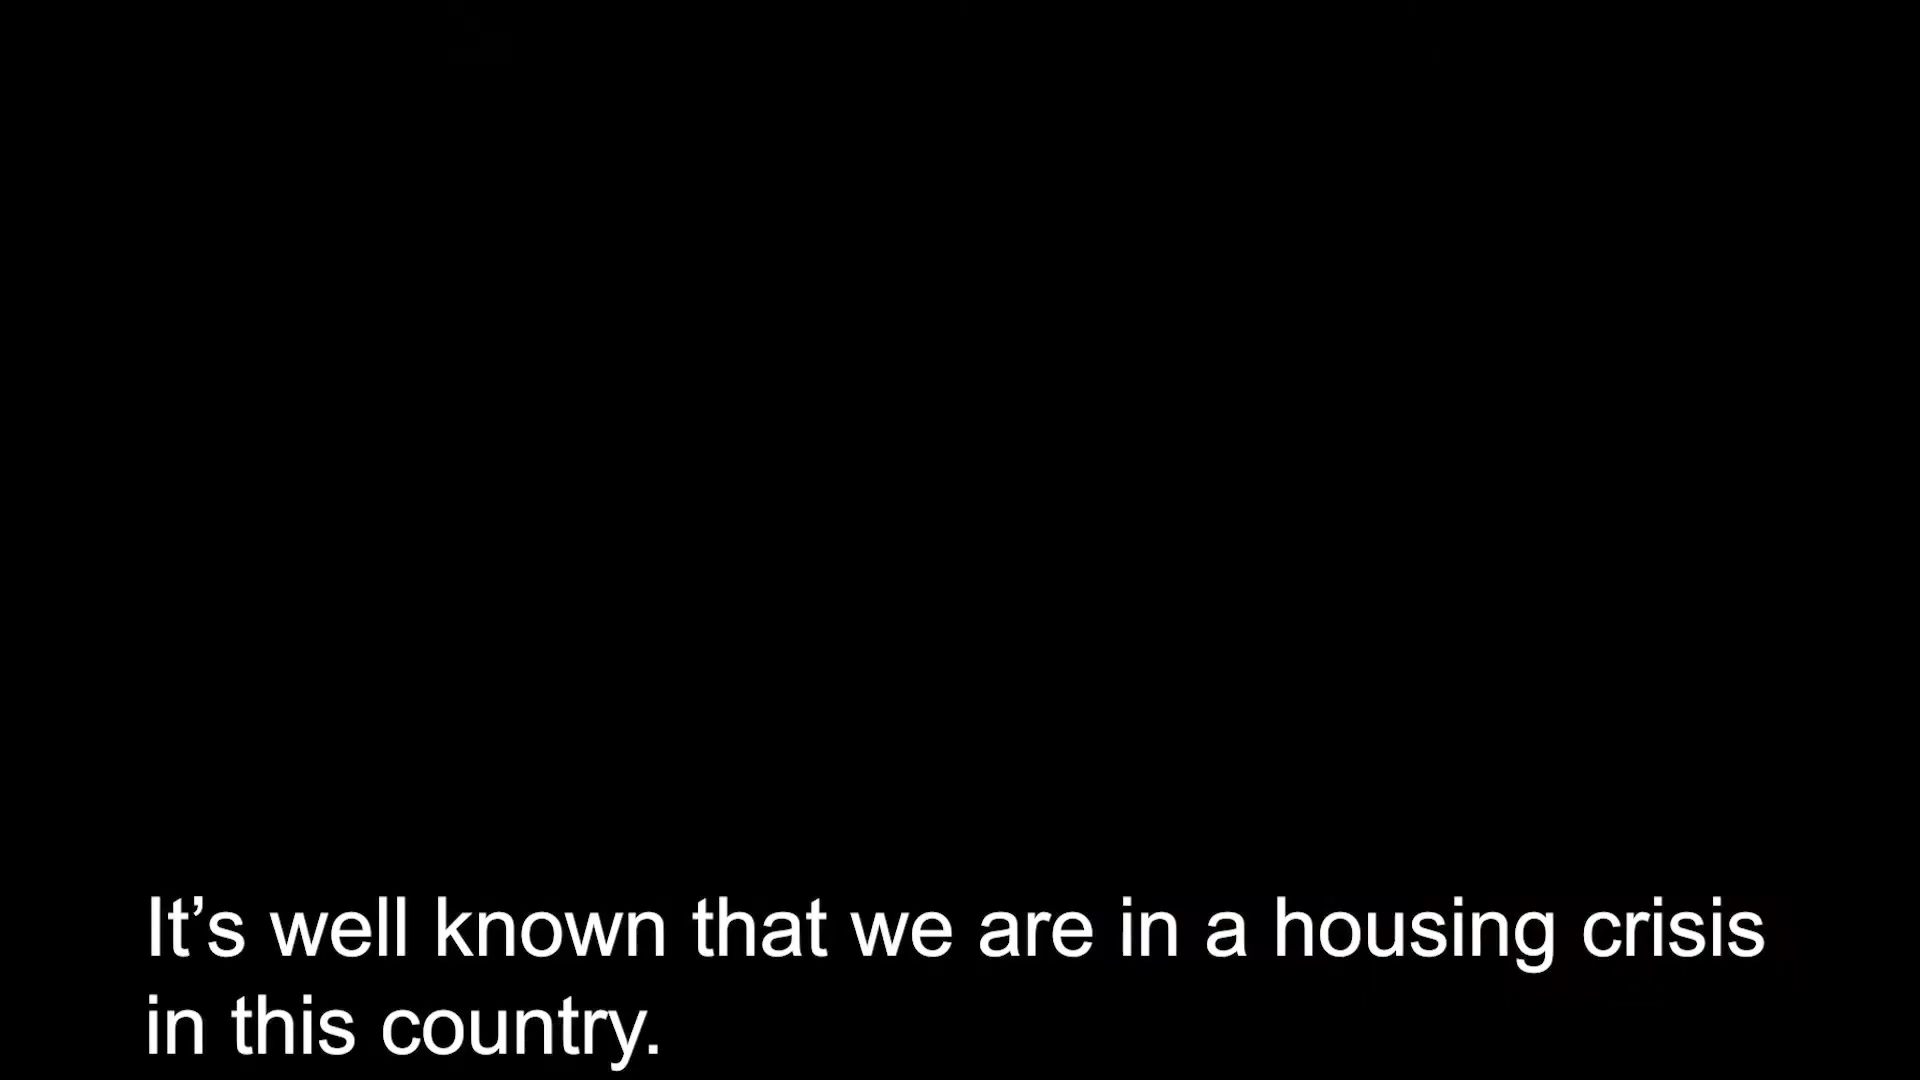 It’s well known that we are in a housing crisis
in this country.